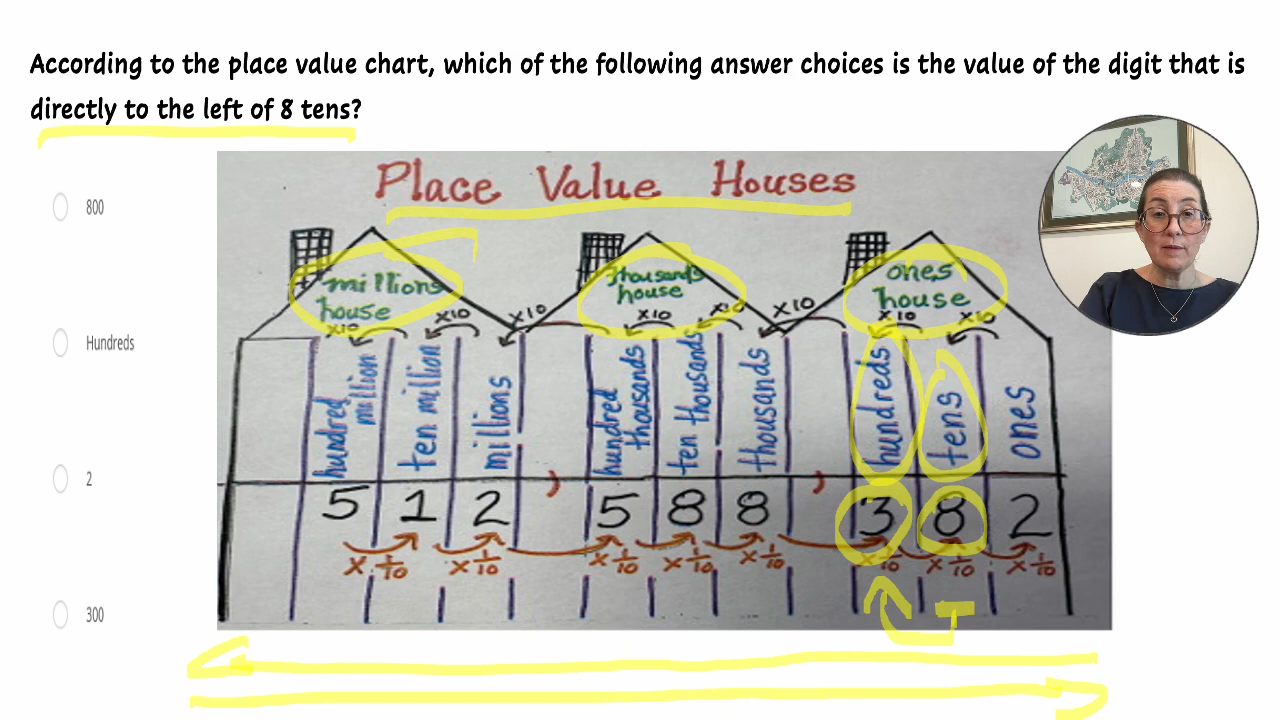 According to the place value chart, which of the following answer choices is the value of the digit that is
directly to the left of 8 tens?
800
Hundreds
2
300
Place Value Houses
millions house
thousands house
ones house
x10 x10 x10 x10 x10 x10 x10 x10
hundred million
ten million
millions
hundred thousands
ten thousands
thousands
hundreds
tens
ones
5 1 2 , 5 8 8 , 3 8 2
x 1/10 x 1/10 x 1/10 x 1/10 x 1/10 x 1/10 x 1/10 x 1/10